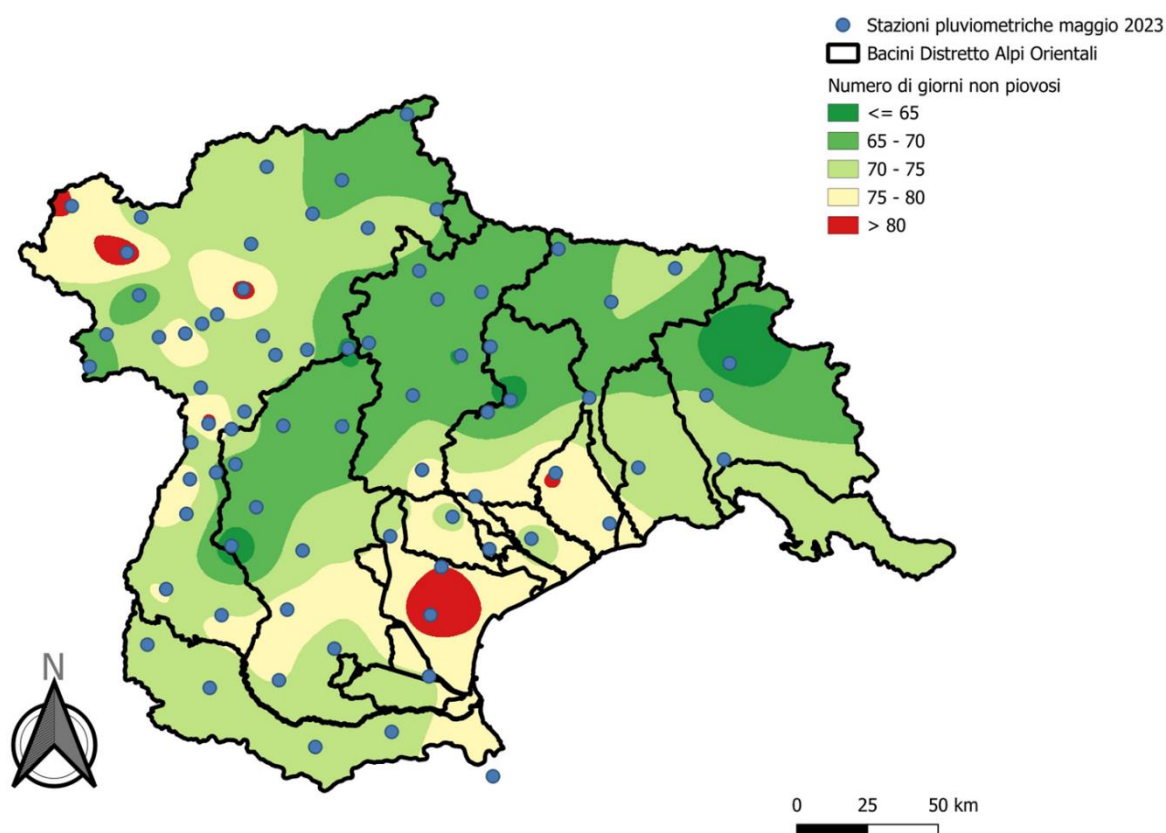 Stazioni pluviometriche maggio 2023
Bacini Distretto Alpi Orientali
Numero di giorni non piovosi
<= 65
65 - 70
70 - 75
75 - 80
> 80
N
0 25 50 km